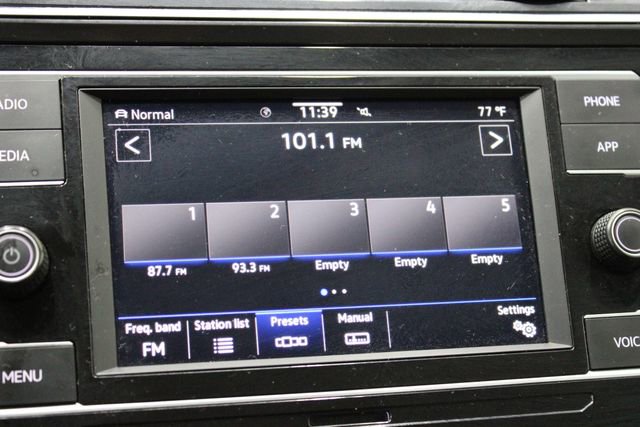 ADIO
EDIA
MENU
Normal
11:39
77 °F
<
101.1 FM
>
1
2
3
4
5
87.7 FM
93.3 FM
Empty
Empty
Empty
Freq. band
FM
Station list
Presets
Manual
Settings
PHONE
APP
VOIC